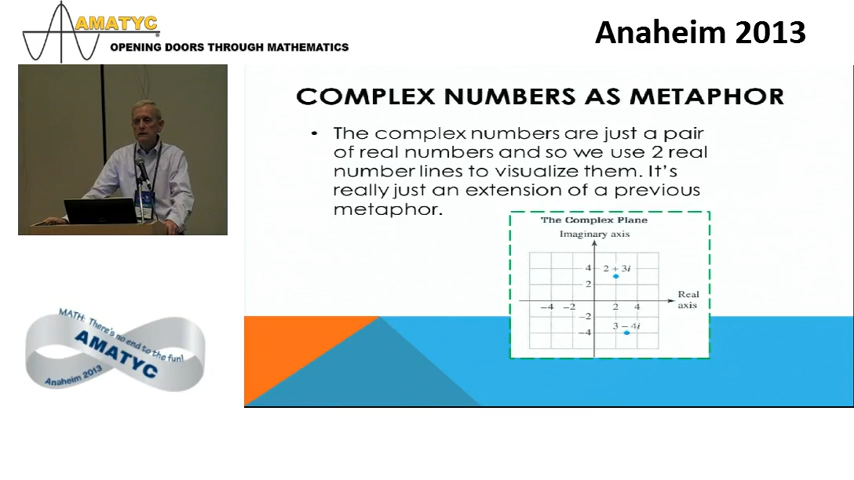 AMATYC
OPENING DOORS THROUGH MATHEMATICS
Anaheim 2013
COMPLEX NUMBERS AS METAPHOR
• The complex numbers are just a pair
of real numbers and so we use 2 real
number lines to visualize them. It's
really just an extension of a previous
metaphor.
The Complex Plane
Imaginary axis
4 2 + 3i
2
Real
axis
−4 −2 2 4
−2
3 − 4i
−4
MATH: There's no end to the fun!
AMATYC
Anaheim 2013